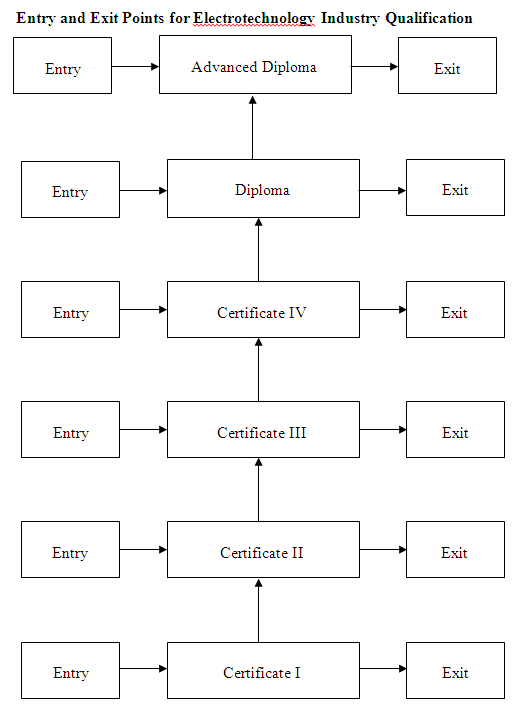 Entry and Exit Points for Electrotechnology Industry Qualification
Entry Advanced Diploma Exit
Entry Diploma Exit
Entry Certificate IV Exit
Entry Certificate III Exit
Entry Certificate II Exit
Entry Certificate I Exit